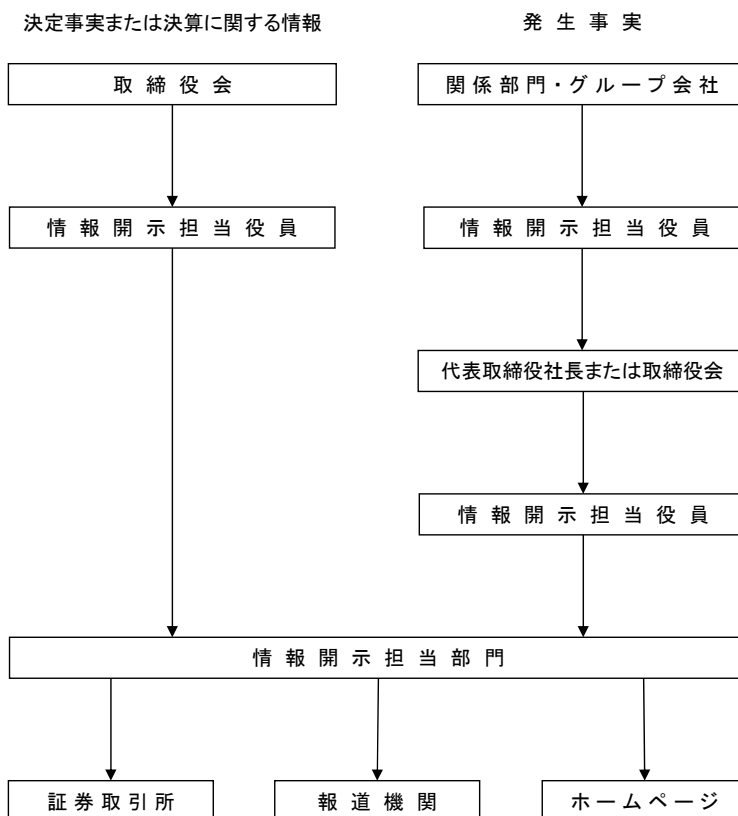 決定事実または決算に関する情報
発生事実
取締役会
関係部門・グループ会社
情報開示担当役員
情報開示担当役員
代表取締役社長または取締役会
情報開示担当役員
情報開示担当部門
証券取引所
報道機関
ホームページ